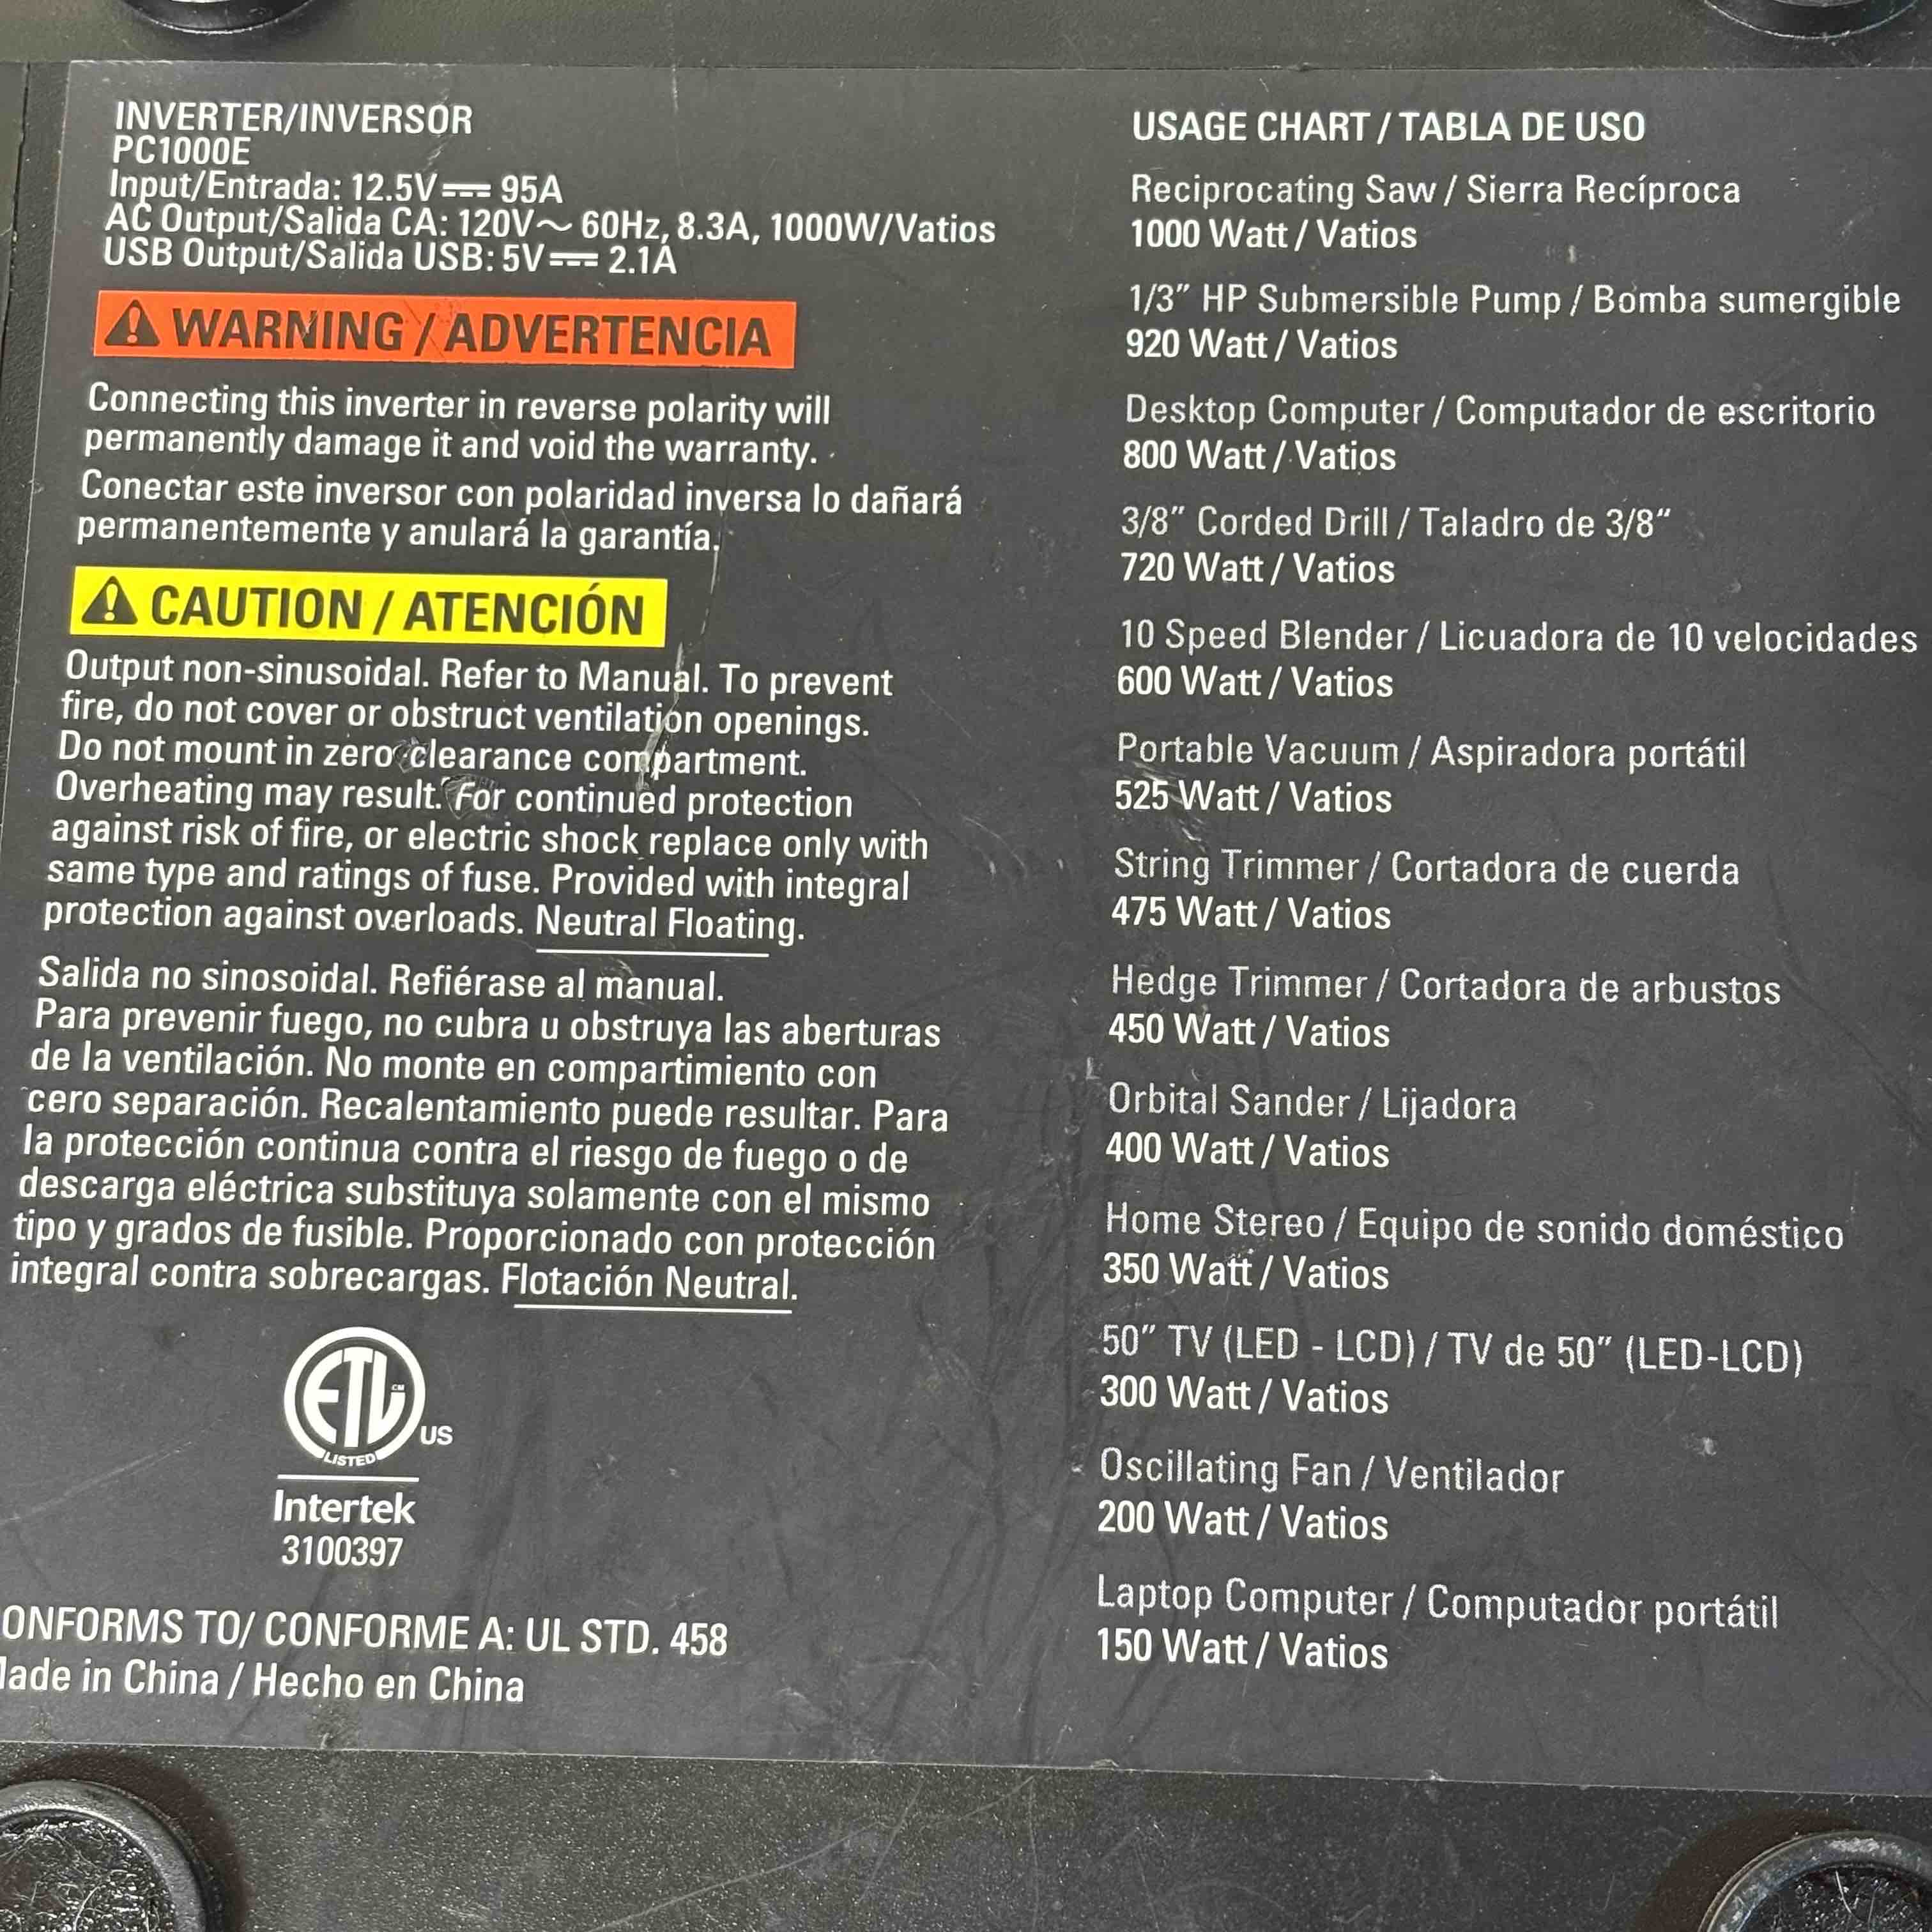 INVERTER/INVERSOR
PC1000E
Input/Entrada: 12.5V⎓ 95A
AC Output/Salida CA: 120V∼ 60Hz, 8.3A, 1000W/Vatios
USB Output/Salida USB: 5V⎓ 2.1A
⚠ WARNING / ADVERTENCIA
Connecting this inverter in reverse polarity will
permanently damage it and void the warranty.
Conectar este inversor con polaridad inversa lo dañará
permanentemente y anulará la garantía.
⚠ CAUTION / ATENCIÓN
Output non-sinusoidal. Refer to Manual. To prevent
fire, do not cover or obstruct ventilation openings.
Do not mount in zero clearance compartment.
Overheating may result. For continued protection
against risk of fire, or electric shock replace only with
same type and ratings of fuse. Provided with integral
protection against overloads. Neutral Floating.
Salida no sinosoidal. Refiérase al manual.
Para prevenir fuego, no cubra u obstruya las aberturas
de la ventilación. No monte en compartimiento con
cero separación. Recalentamiento puede resultar. Para
la protección continua contra el riesgo de fuego o de
descarga eléctrica substituya solamente con el mismo
tipo y grados de fusible. Proporcionado con protección
integral contra sobrecargas. Flotación Neutral.
ETL CM
LISTED
US
Intertek
3100397
ONFORMS TO/ CONFORME A: UL STD. 458
ade in China / Hecho en China
USAGE CHART / TABLA DE USO
Reciprocating Saw / Sierra Recíproca
1000 Watt / Vatios
1/3” HP Submersible Pump / Bomba sumergible
920 Watt / Vatios
Desktop Computer / Computador de escritorio
800 Watt / Vatios
3/8” Corded Drill / Taladro de 3/8“
720 Watt / Vatios
10 Speed Blender / Licuadora de 10 velocidades
600 Watt / Vatios
Portable Vacuum / Aspiradora portátil
525 Watt / Vatios
String Trimmer / Cortadora de cuerda
475 Watt / Vatios
Hedge Trimmer / Cortadora de arbustos
450 Watt / Vatios
Orbital Sander / Lijadora
400 Watt / Vatios
Home Stereo / Equipo de sonido doméstico
350 Watt / Vatios
50” TV (LED - LCD) / TV de 50” (LED-LCD)
300 Watt / Vatios
Oscillating Fan / Ventilador
200 Watt / Vatios
Laptop Computer / Computador portátil
150 Watt / Vatios